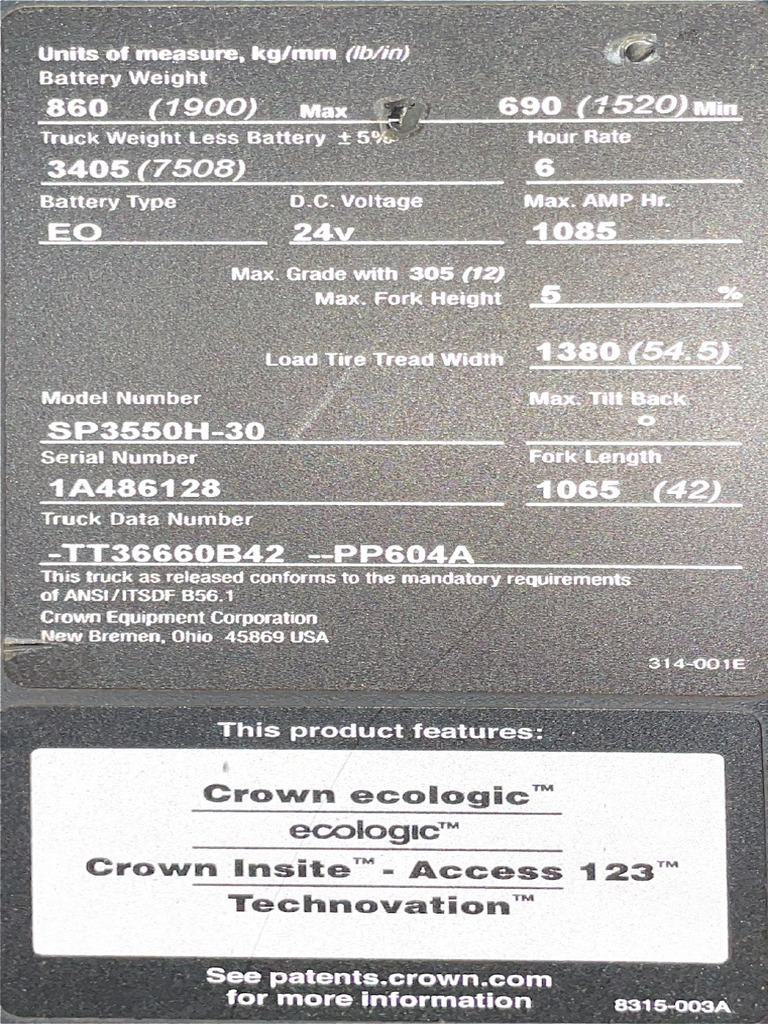 Units of measure, kg/mm (lb/in)
Battery Weight
860 (1900) Max 690 (1520) Min
Truck Weight Less Battery ± 5% Hour Rate
3405 (7508) 6
Battery Type D.C. Voltage Max. AMP Hr.
EO 24v 1085
Max. Grade with 305 (12)
Max. Fork Height 5 %
Load Tire Tread Width 1380 (54.5)
Model Number Max. Tilt Back
SP3550H-30 °
Serial Number Fork Length
1A486128 1065 (42)
Truck Data Number
-TT36660B42 --PP604A
This truck as released conforms to the mandatory requirements
of ANSI/ITSDF B56.1
Crown Equipment Corporation
New Bremen, Ohio 45869 USA
314-001E
This product features:
Crown ecologic™
ecologic™
Crown Insite™ - Access 123™
Technovation™
See patents.crown.com
for more information 8315-003A